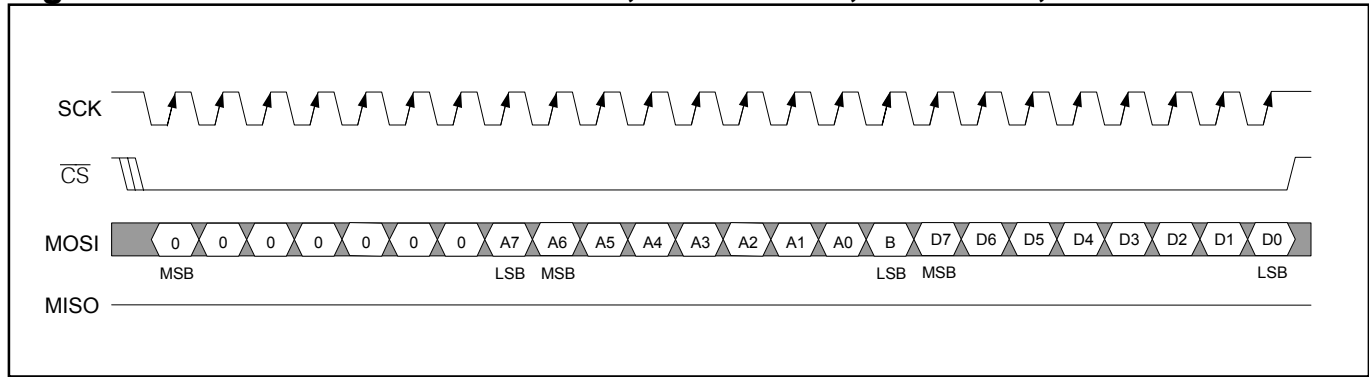 SCK
CS
MOSI 0 0 0 0 0 0 0 A7 A6 A5 A4 A3 A2 A1 A0 B D7 D6 D5 D4 D3 D2 D1 D0
MSB LSB MSB LSB MSB LSB
MISO